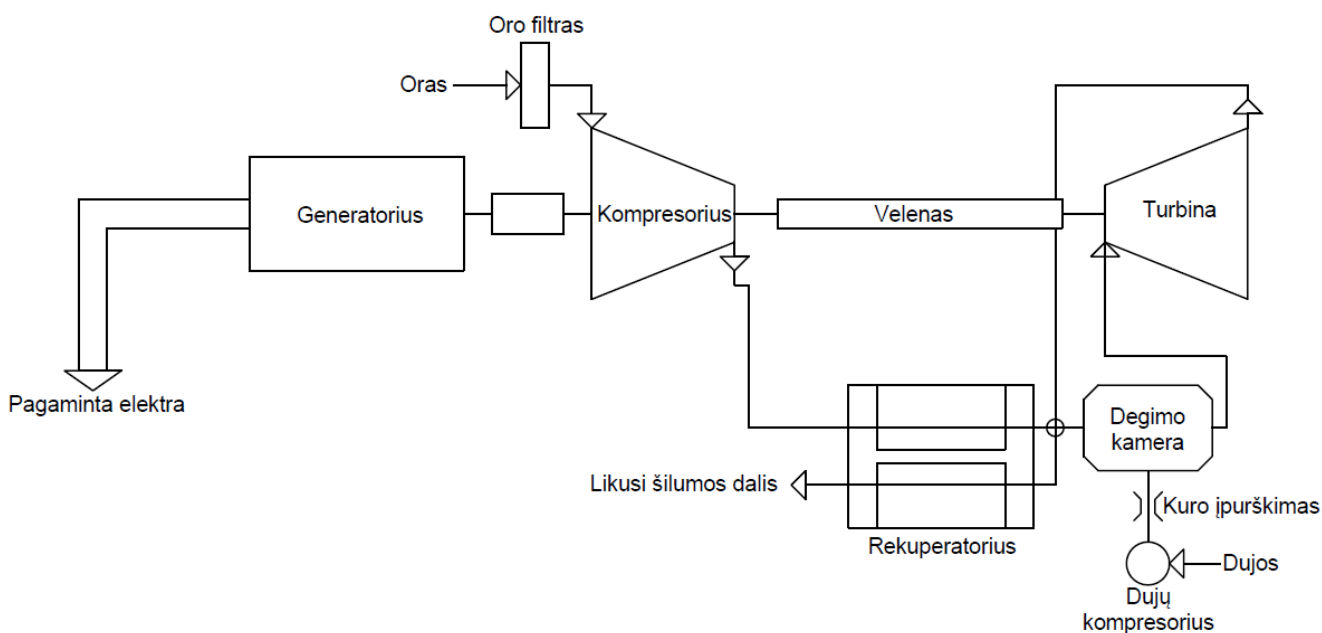 Oro filtras
Oras
Generatorius
Kompresorius
Velenas
Turbina
Pagaminta elektra
Degimo
kamera
Likusi šilumos dalis
Kuro įpurškimas
Rekuperatorius
Dujos
Dujų
kompresorius